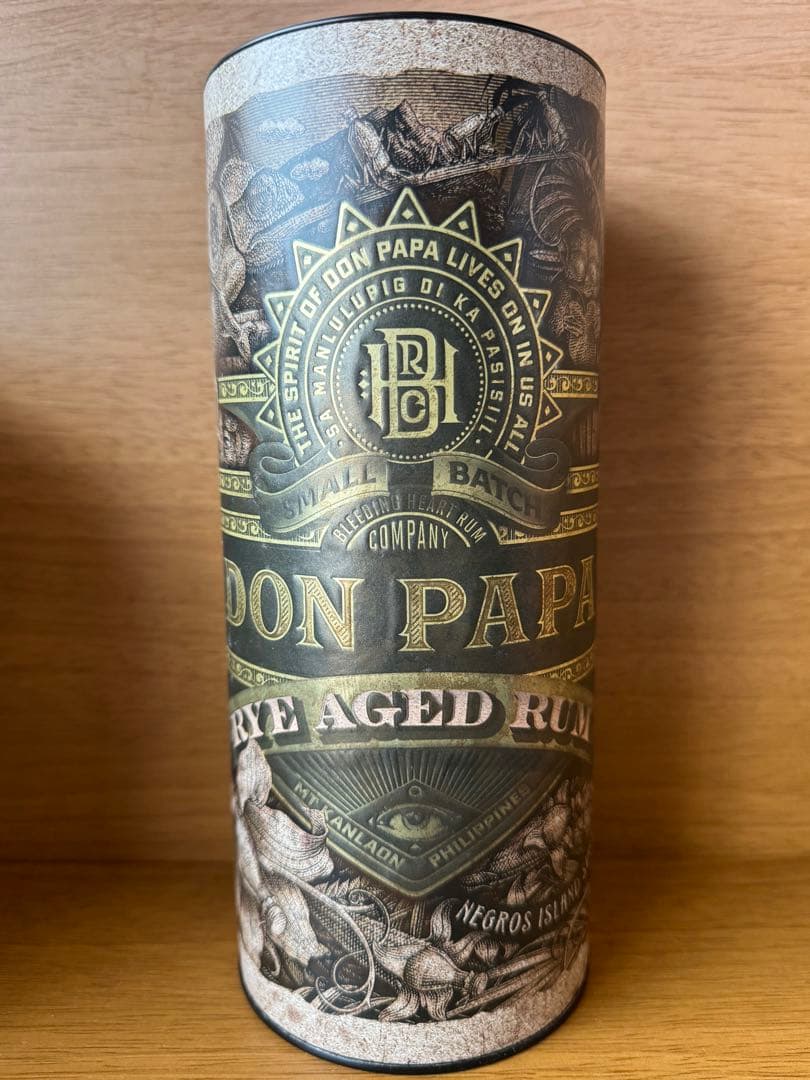 THE SPIRIT OF DON PAPA LIVES ON IN US ALL
· SA MANLULUPIG DI KA PASISIIL ·
BHRC
SMALL BATCH
BLEEDING HEART RUM
COMPANY
DON PAPA
RYE AGED RUM
MT KANLAON PHILIPPINES
NEGROS ISLAND